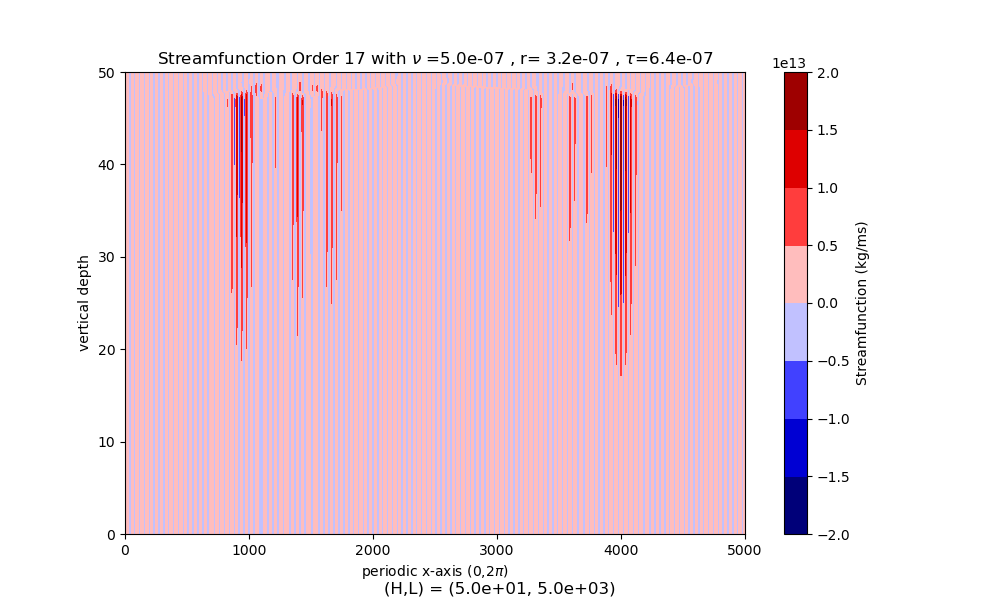 Streamfunction Order 17 with ν =5.0e-07 , r= 3.2e-07 , τ=6.4e-07
1e13
50
40
30
20
10
0
vertical depth
0 1000 2000 3000 4000 5000
periodic x-axis (0,2π)
(H,L) = (5.0e+01, 5.0e+03)
2.0
1.5
1.0
0.5
0.0
−0.5
−1.0
−1.5
−2.0
Streamfunction (kg/ms)